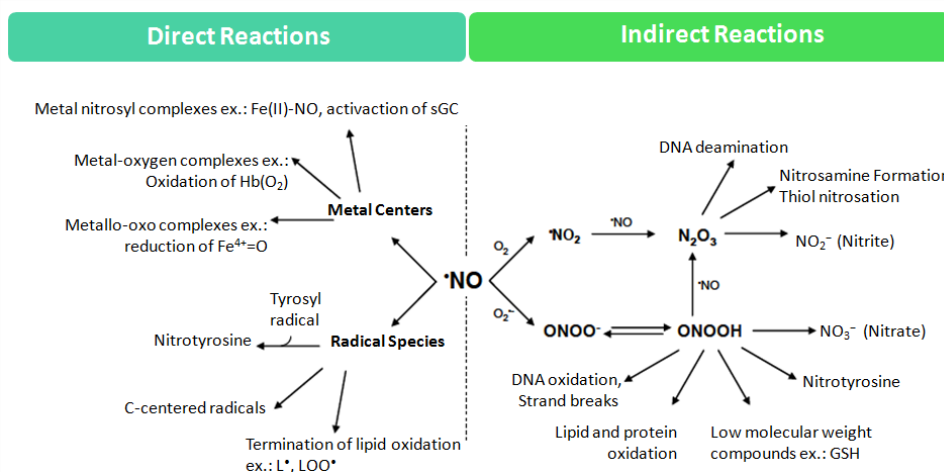 Direct Reactions
Indirect Reactions
Metal nitrosyl complexes ex.: Fe(II)-NO, activaction of sGC
Metal-oxygen complexes ex.:
Oxidation of Hb(O₂)
Metal Centers
Metallo-oxo complexes ex.:
reduction of Fe⁴⁺=O
Tyrosyl
radical
Nitrotyrosine
Radical Species
C-centered radicals
Termination of lipid oxidation
ex.: L•, LOO•
•NO
O₂
O₂⁻
•NO₂
•NO
N₂O₃
DNA deamination
Nitrosamine Formation
Thiol nitrosation
NO₂⁻ (Nitrite)
•NO
ONOO⁻
ONOOH
NO₃⁻ (Nitrate)
DNA oxidation,
Strand breaks
Nitrotyrosine
Lipid and protein
oxidation
Low molecular weight
compounds ex.: GSH